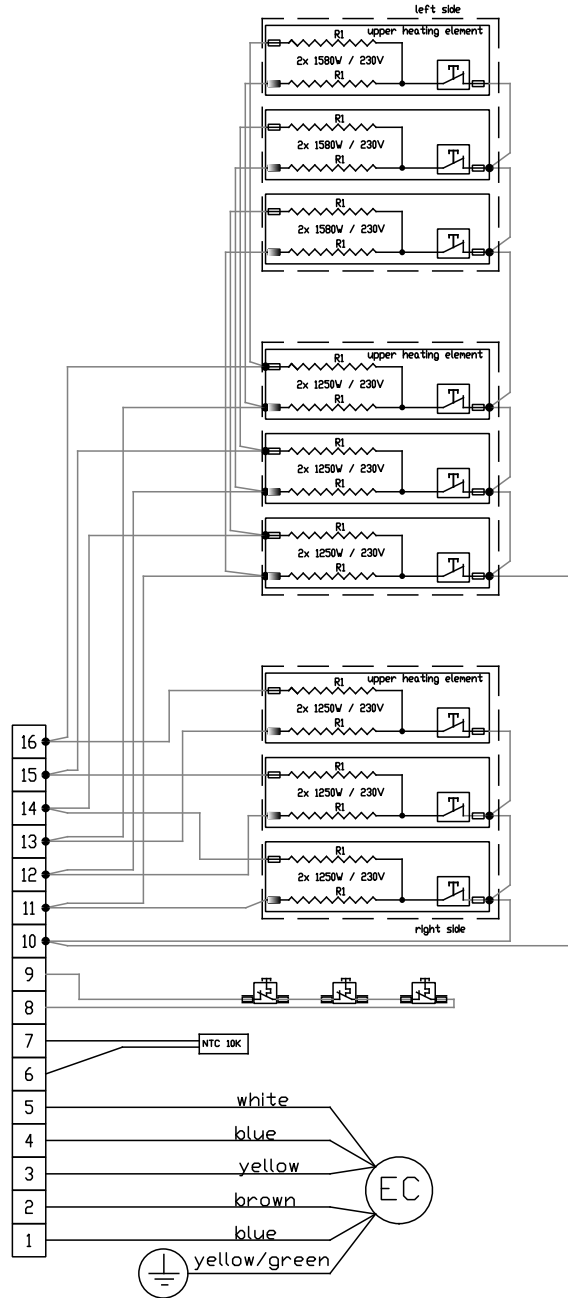 left side
upper heating element
R1
2x 1580W / 230V
R1
R1
2x 1580W / 230V
R1
R1
2x 1580W / 230V
R1
upper heating element
R1
2x 1250W / 230V
R1
R1
2x 1250W / 230V
R1
R1
2x 1250W / 230V
R1
upper heating element
R1
2x 1250W / 230V
R1
R1
2x 1250W / 230V
R1
R1
2x 1250W / 230V
R1
right side
16
15
14
13
12
11
10
9
8
7
NTC 10K
6
5
white
4
blue
3
yellow
EC
2
brown
1
blue
yellow/green